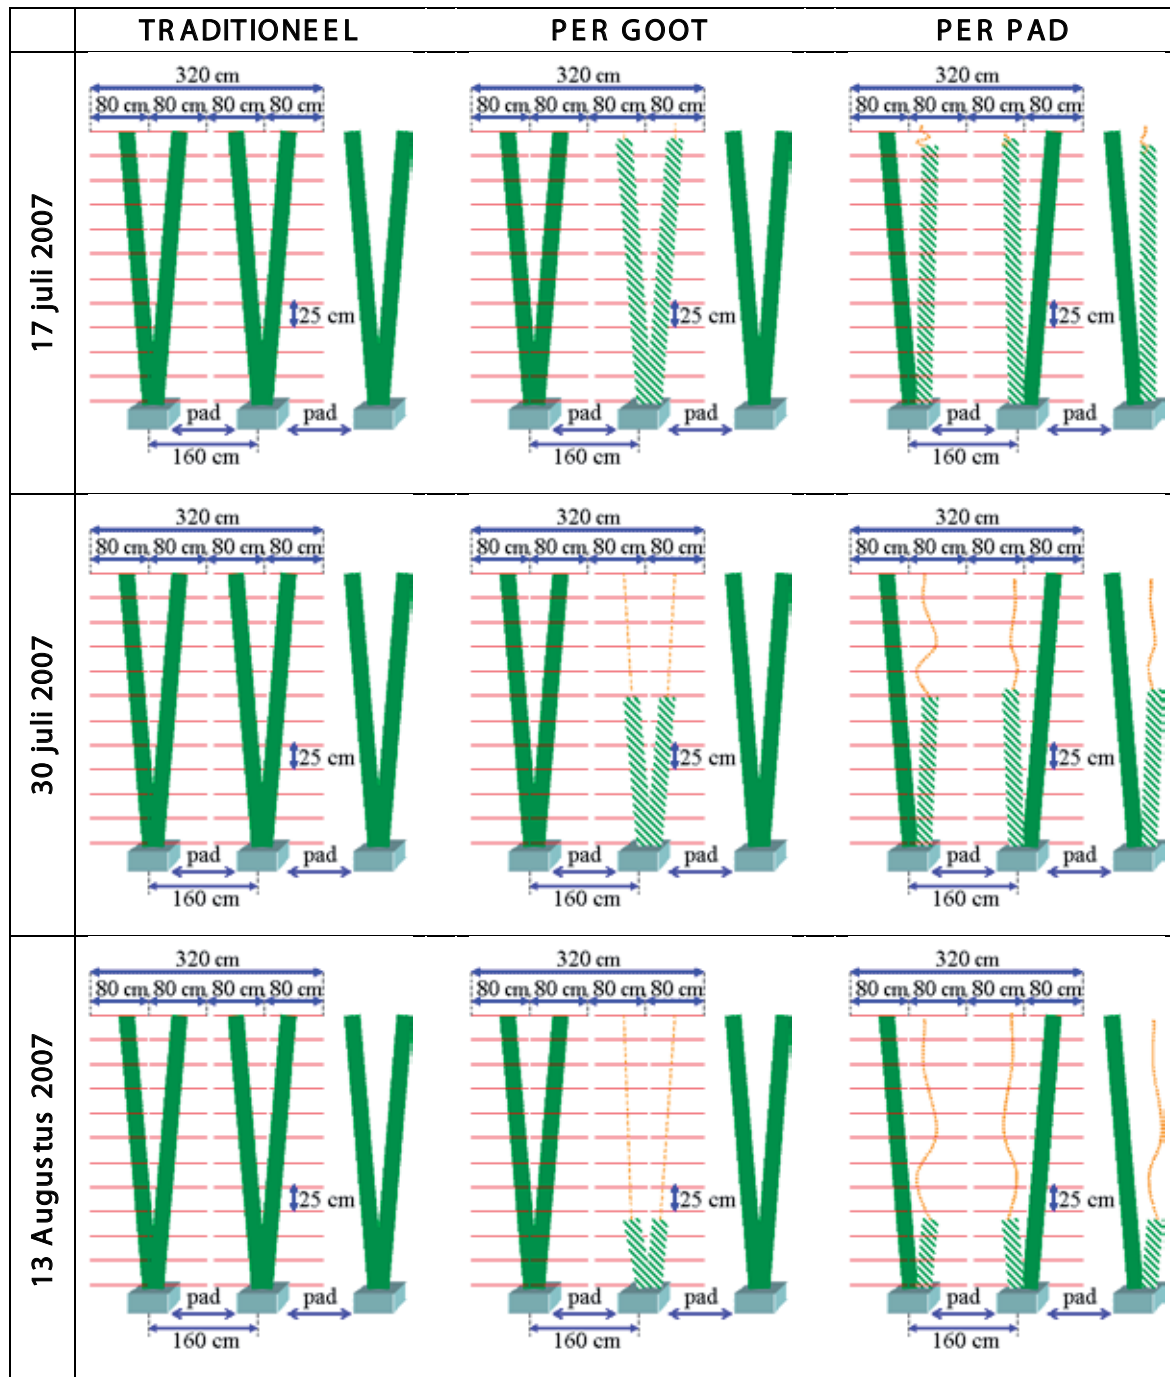 TRADITIONEEL PER GOOT PER PAD
17 juli 2007
320 cm 320 cm 320 cm
80 cm 80 cm 80 cm 80 cm 80 cm 80 cm 80 cm 80 cm 80 cm 80 cm 80 cm 80 cm
25 cm 25 cm 25 cm
pad pad pad pad pad pad
160 cm 160 cm 160 cm
30 juli 2007
320 cm 320 cm 320 cm
80 cm 80 cm 80 cm 80 cm 80 cm 80 cm 80 cm 80 cm 80 cm 80 cm 80 cm 80 cm
25 cm 25 cm 25 cm
pad pad pad pad pad pad
160 cm 160 cm 160 cm
13 Augustus 2007
320 cm 320 cm 320 cm
80 cm 80 cm 80 cm 80 cm 80 cm 80 cm 80 cm 80 cm 80 cm 80 cm 80 cm 80 cm
25 cm 25 cm 25 cm
pad pad pad pad pad pad
160 cm 160 cm 160 cm